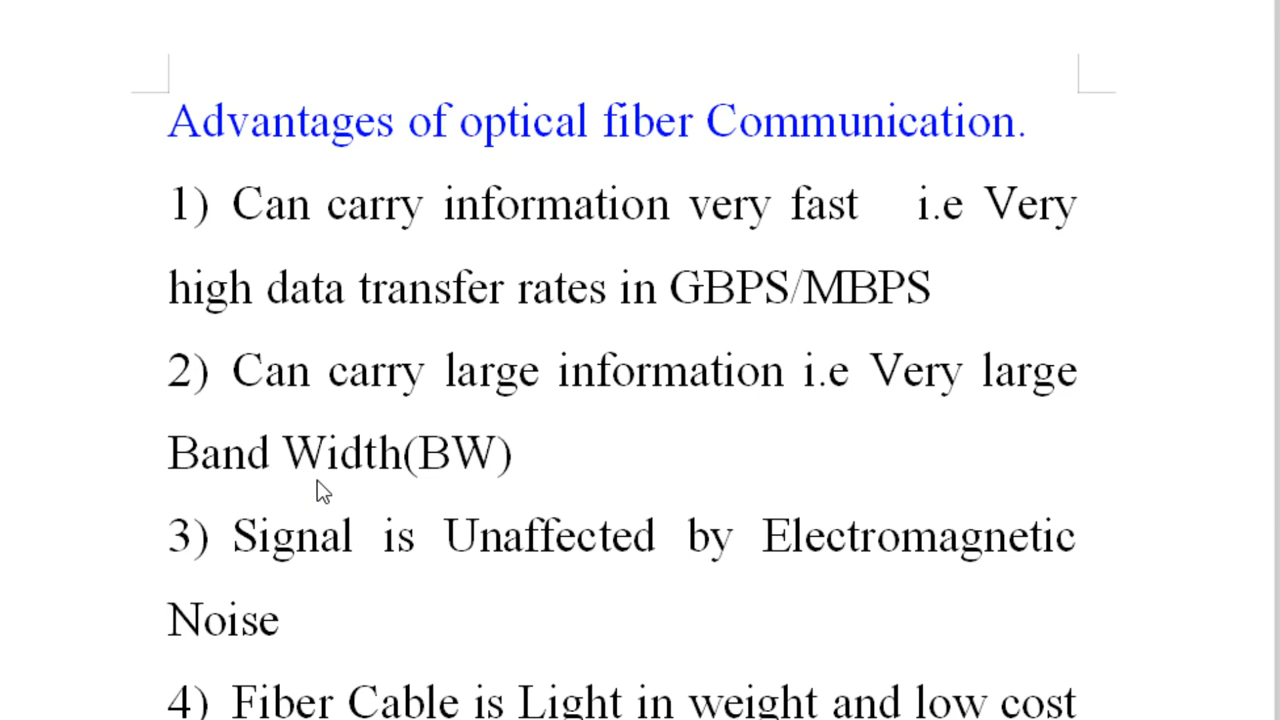 Advantages of optical fiber Communication.
1) Can carry information very fast i.e Very
high data transfer rates in GBPS/MBPS
2) Can carry large information i.e Very large
Band Width(BW)
3) Signal is Unaffected by Electromagnetic
Noise
4) Fiber Cable is Light in weight and low cost